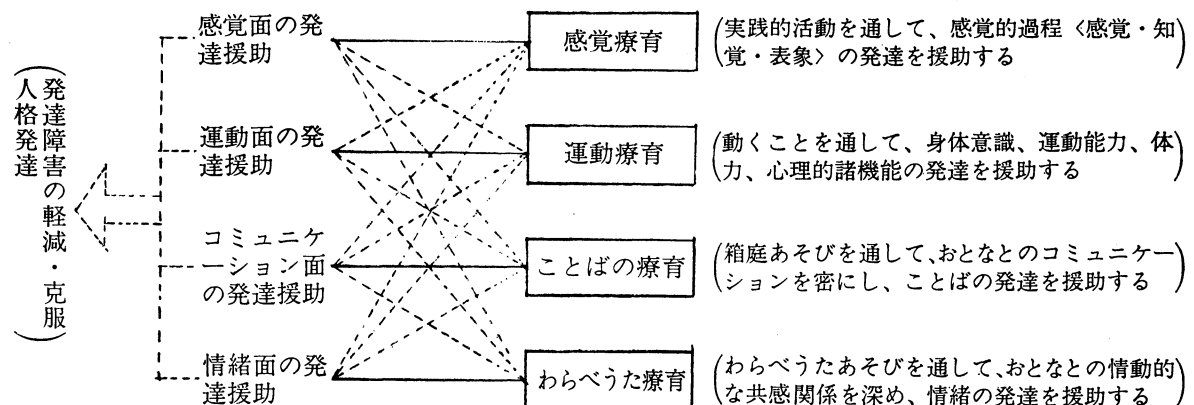 (発達障害の軽減・克服)
(人格発達)
感覚面の発
達援助
感覚療育
(実践的活動を通して、感覚的過程〈感覚・知
覚・表象〉の発達を援助する)
運動面の発
達援助
運動療育
(動くことを通して、身体意識、運動能力、体
力、心理的諸機能の発達を援助する)
コミュニケ
ーション面
の発達援助
ことばの療育
(箱庭あそびを通して、おとなとのコミュニケー
ションを密にし、ことばの発達を援助する)
情緒面の発
達援助
わらべうた療育
(わらべうたあそびを通して、おとなとの情動的
な共感関係を深め、情緒の発達を援助する)